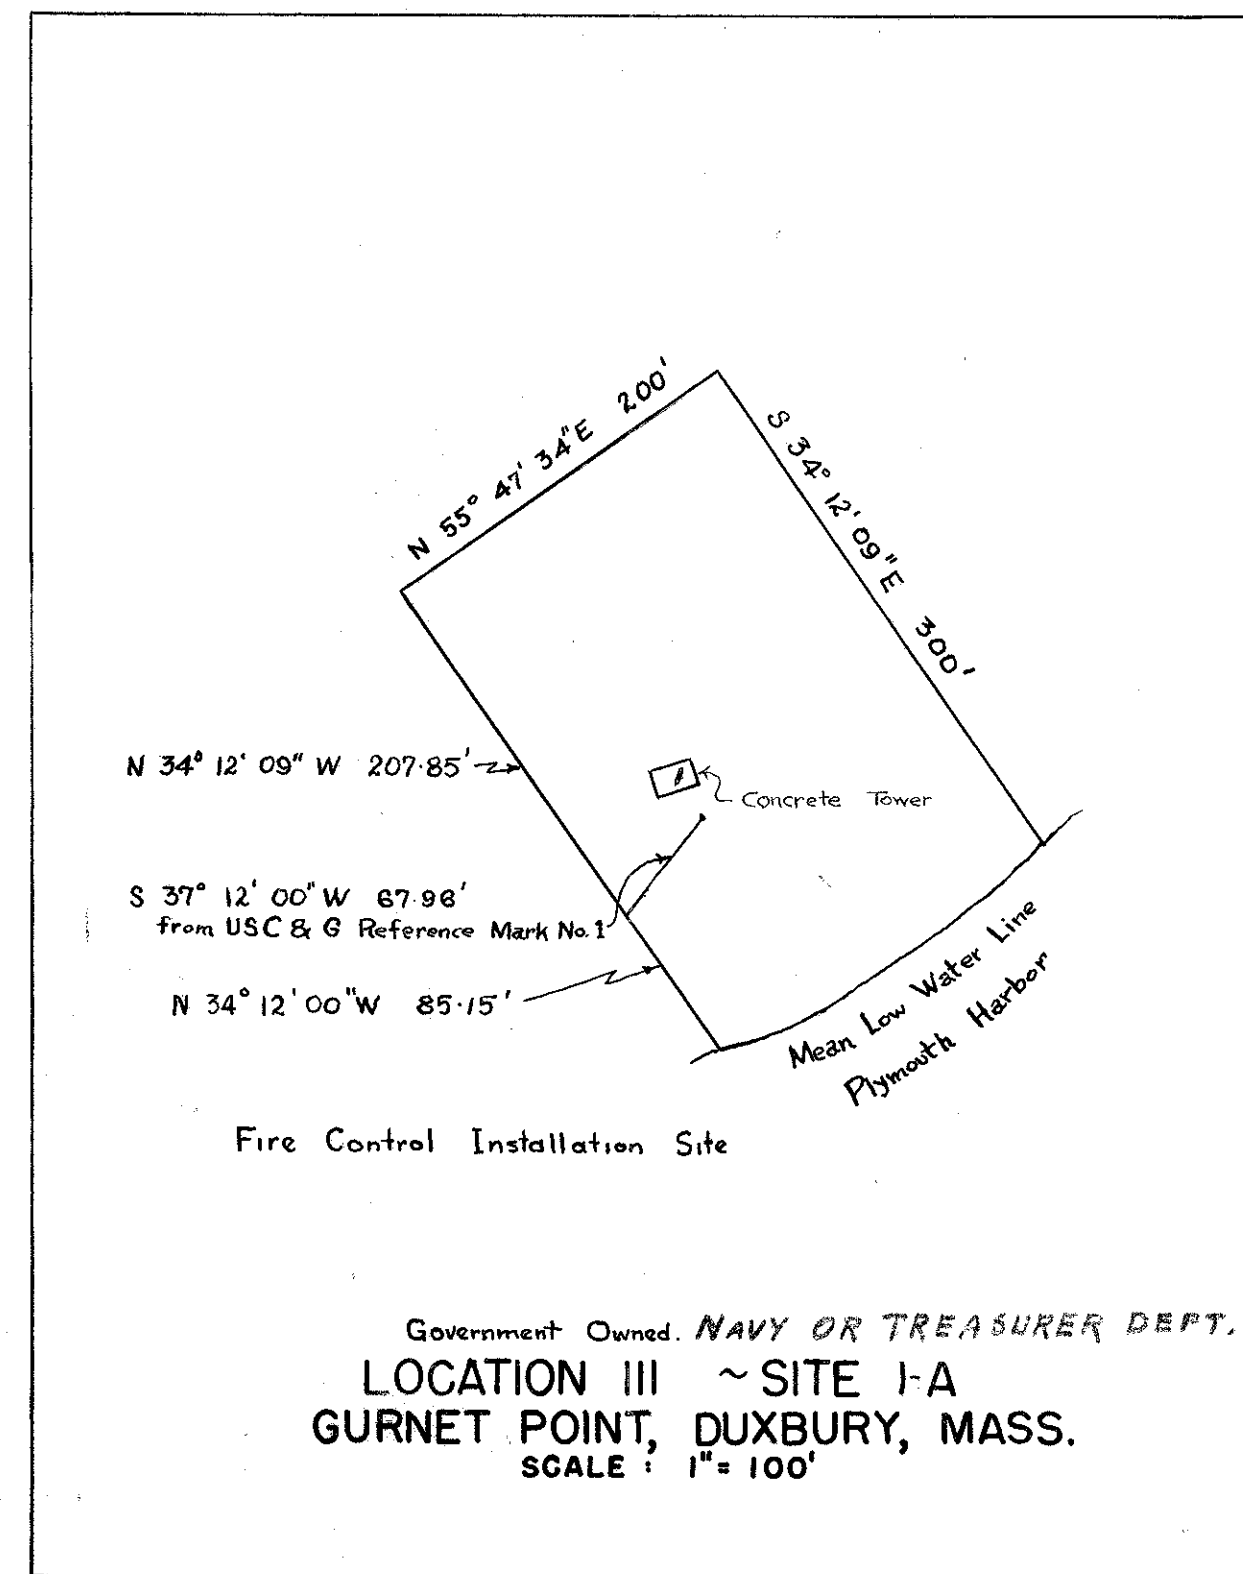 N 55° 47' 34"E 200'
S 34° 12' 09"E 300'
N 34° 12' 09" W 207.85'
Concrete Tower
S 37° 12' 00" W 67.96'
from USC & G Reference Mark No. 1
N 34° 12' 00" W 85.15'
Mean Low Water Line
Plymouth Harbor
Fire Control Installation Site
Government Owned. NAVY OR TREASURER DEPT.
LOCATION III ~ SITE 1-A
GURNET POINT, DUXBURY, MASS.
SCALE : 1" = 100'